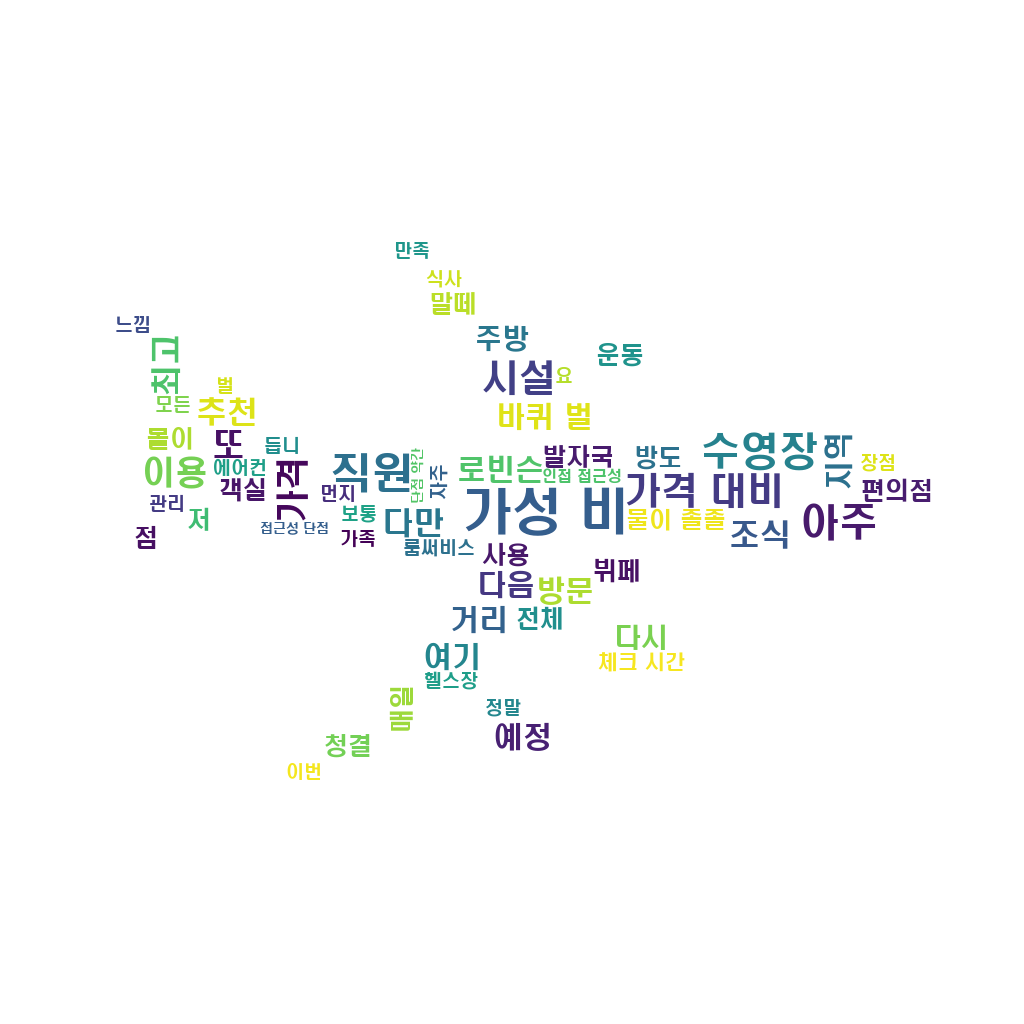 만족
식사
말떼
느낌
주방
운동
최고
시설
요
벌
모든
추천
바퀴 벌
몰이
또
듭니
발자국
방도
수영장
지역
장점
이용
에어컨
가격
직원
단점 약간
자주
로빈슨
인접 접근성
가격 대비
편의점
관리
객실
먼지
가성 비
저
보통
다만
물이 졸졸
조식
아주
점
접근성 단점
가족
룸써비스
사용
뷔페
다음
방문
거리
전체
다시
여기
체크 시간
헬스장
매일
정말
청결
예정
이번